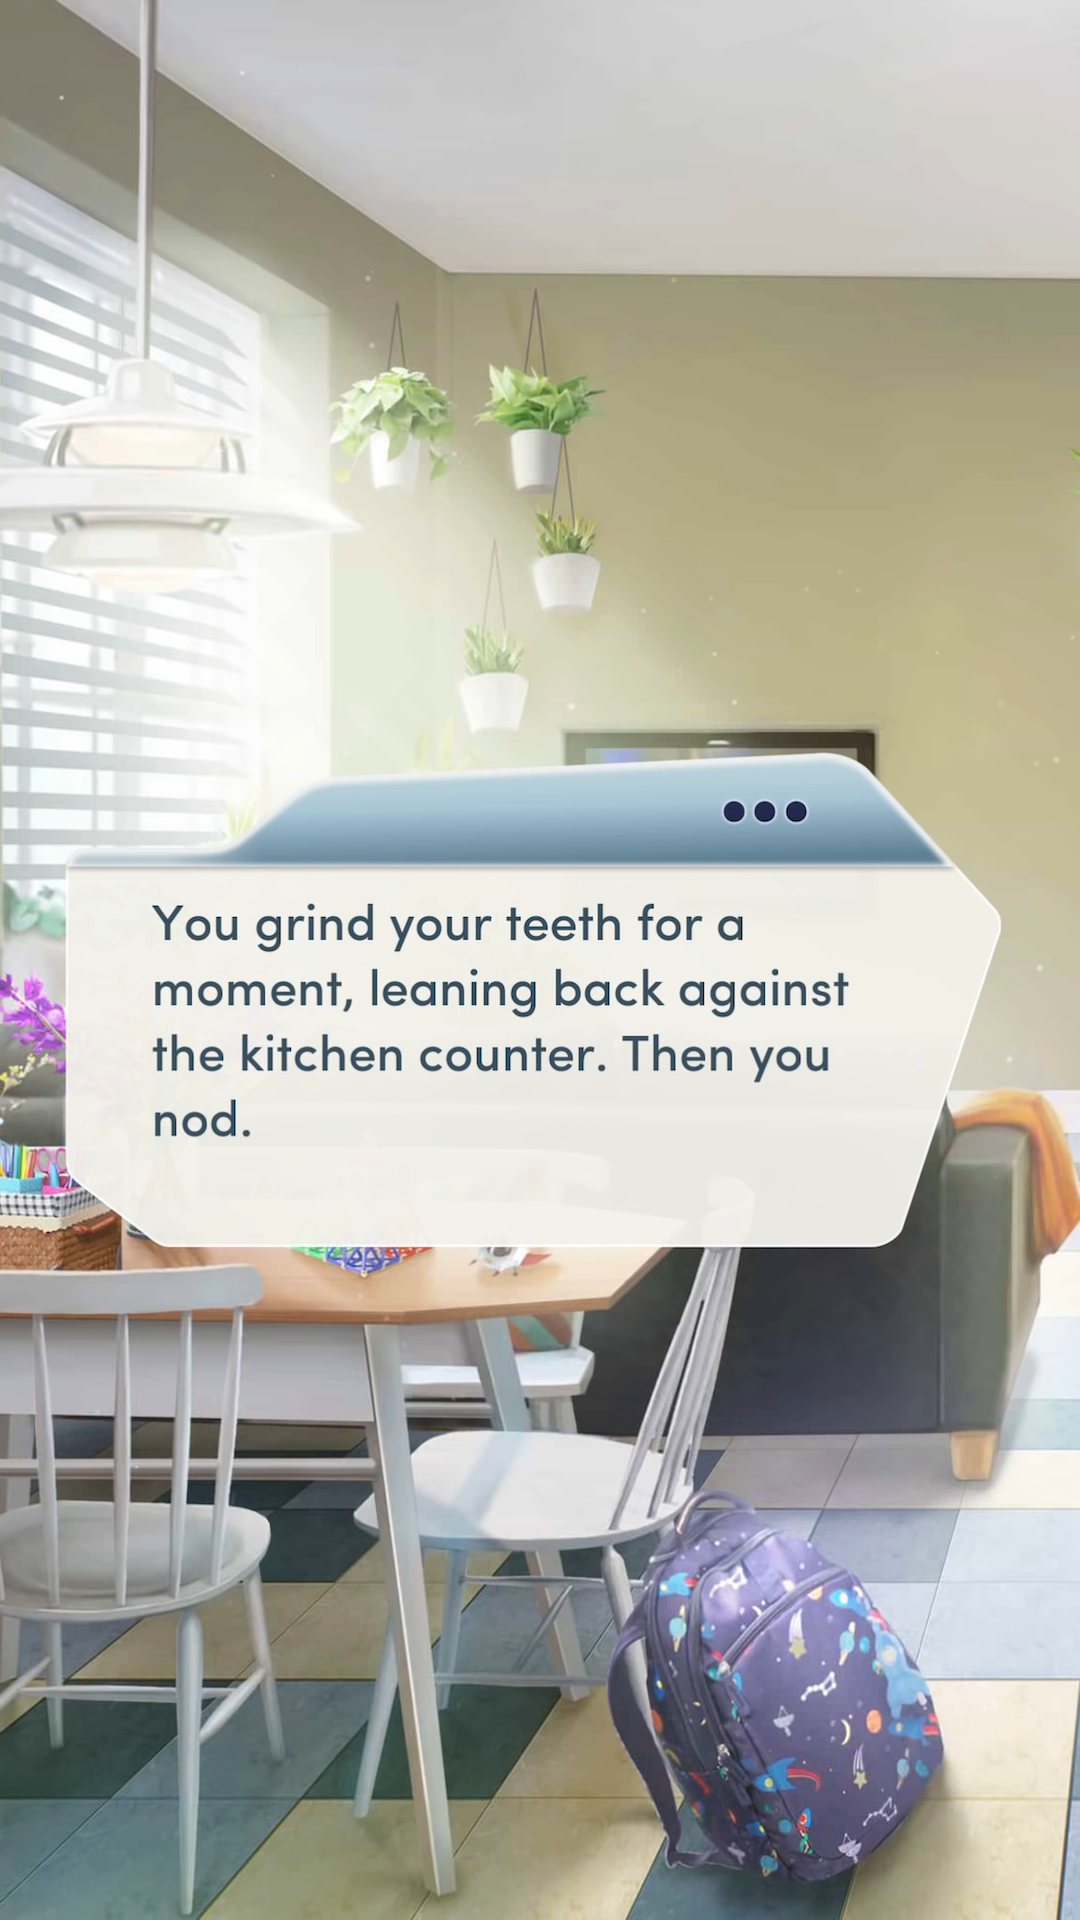 You grind your teeth for a
moment, leaning back against
the kitchen counter. Then you
nod.